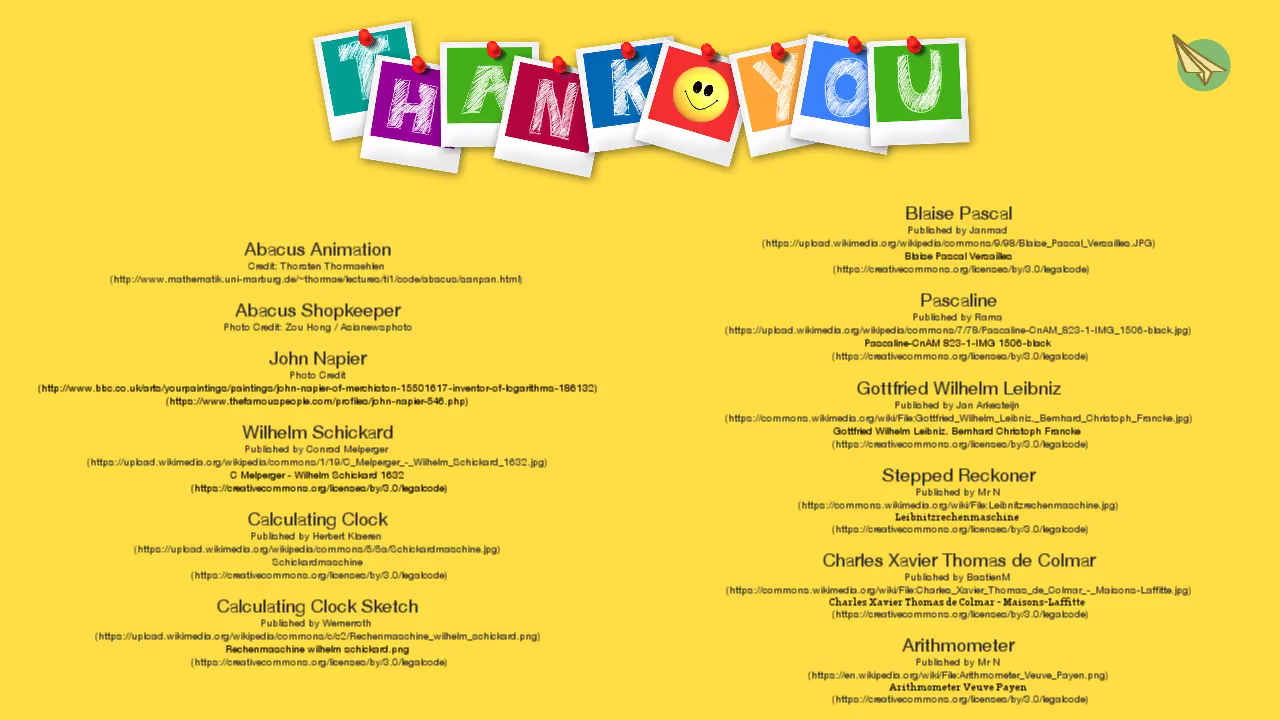 THANK YOU
Abacus Animation
Credit: Thorsten Thormaehlen
(http://www.mathematik.uni-marburg.de/~thormae/lectures/ti1/code/abacus/sanpan.html)
Abacus Shopkeeper
Photo Credit: Zou Hong / Asianewsphoto
John Napier
Photo Credit
(http://www.bbc.co.uk/arts/yourpaintings/paintings/john-napier-of-merchiston-15501617-inventor-of-logarithms-186132)
(https://www.thefamouspeople.com/profiles/john-napier-546.php)
Wilhelm Schickard
Published by Conrad Melperger
(https://upload.wikimedia.org/wikipedia/commons/1/19/C_Melperger_-_Wilhelm_Schickard_1632.jpg)
C Melperger - Wilhelm Schickard 1632
(https://creativecommons.org/licenses/by/3.0/legalcode)
Calculating Clock
Published by Herbert Klaeren
(https://upload.wikimedia.org/wikipedia/commons/5/5a/Schickardmaschine.jpg)
Schickardmaschine
(https://creativecommons.org/licenses/by/3.0/legalcode)
Calculating Clock Sketch
Published by Wernerroth
(https://upload.wikimedia.org/wikipedia/commons/c/c2/Rechenmaschine_wilhelm_schickard.png)
Rechenmaschine wilhelm schickard.png
(https://creativecommons.org/licenses/by/3.0/legalcode)
Blaise Pascal
Published by Janmad
(https://upload.wikimedia.org/wikipedia/commons/9/98/Blaise_Pascal_Versailles.JPG)
Blaise Pascal Versailles
(https://creativecommons.org/licenses/by/3.0/legalcode)
Pascaline
Published by Rama
(https://upload.wikimedia.org/wikipedia/commons/7/78/Pascaline-CnAM_823-1-IMG_1506-black.jpg)
Pascaline-CnAM 823-1-IMG 1506-black
(https://creativecommons.org/licenses/by/3.0/legalcode)
Gottfried Wilhelm Leibniz
Published by Jan Arkesteijn
(https://commons.wikimedia.org/wiki/File:Gottfried_Wilhelm_Leibniz,_Bernhard_Christoph_Francke.jpg)
Gottfried Wilhelm Leibniz, Bernhard Christoph Francke
(https://creativecommons.org/licenses/by/3.0/legalcode)
Stepped Reckoner
Published by Mr N
(https://commons.wikimedia.org/wiki/File:Leibnitzrechenmaschine.jpg)
Leibnitzrechenmaschine
(https://creativecommons.org/licenses/by/3.0/legalcode)
Charles Xavier Thomas de Colmar
Published by BastienM
(https://upload.wikimedia.org/wiki/File:Charles_Xavier_Thomas_de_Colmar_-_Maisons-Laffitte.jpg)
Charles Xavier Thomas de Colmar - Maisons-Laffitte
(https://creativecommons.org/licenses/by/3.0/legalcode)
Arithmometer
Published by Mr N
(https://en.wikipedia.org/wiki/File:Arithmometer_Veuve_Payen.png)
Arithmometer Veuve Payen
(https://creativecommons.org/licenses/by/3.0/legalcode)